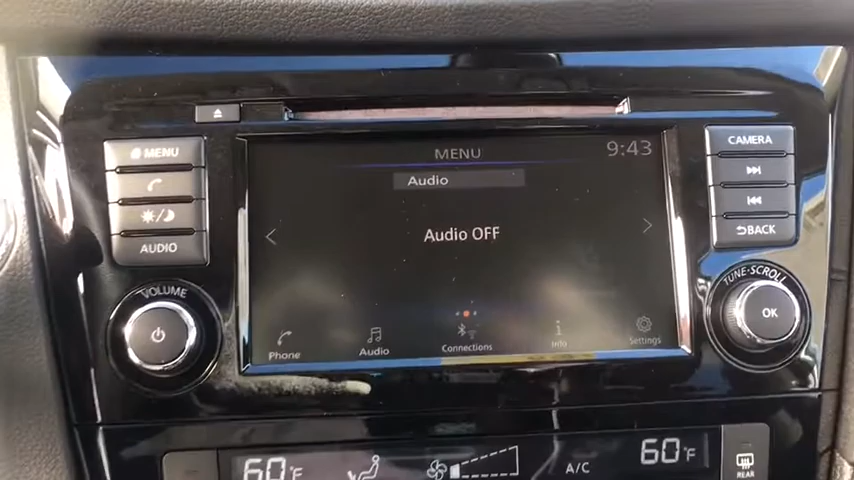 MENU
CAMERA
MENU
9:43
Audio
Audio OFF
BACK
AUDIO
VOLUME
TUNE·SCROLL
OK
Phone
Audio
Connections
Info
Settings
60°F
A/C
60°F
REAR